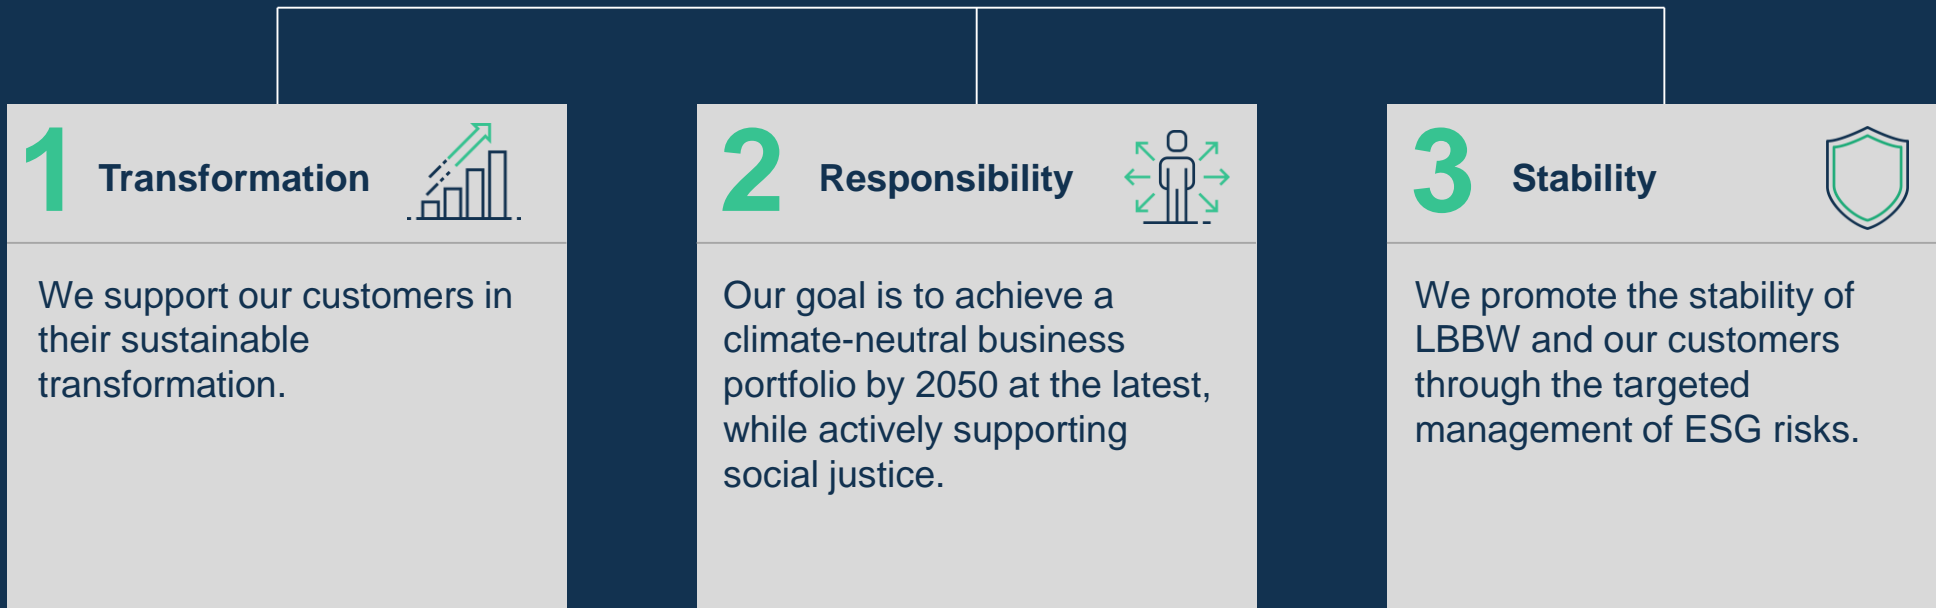 1 Transformation
We support our customers in
their sustainable
transformation.
2 Responsibility
Our goal is to achieve a
climate-neutral business
portfolio by 2050 at the latest,
while actively supporting
social justice.
3 Stability
We promote the stability of
LBBW and our customers
through the targeted
management of ESG risks.